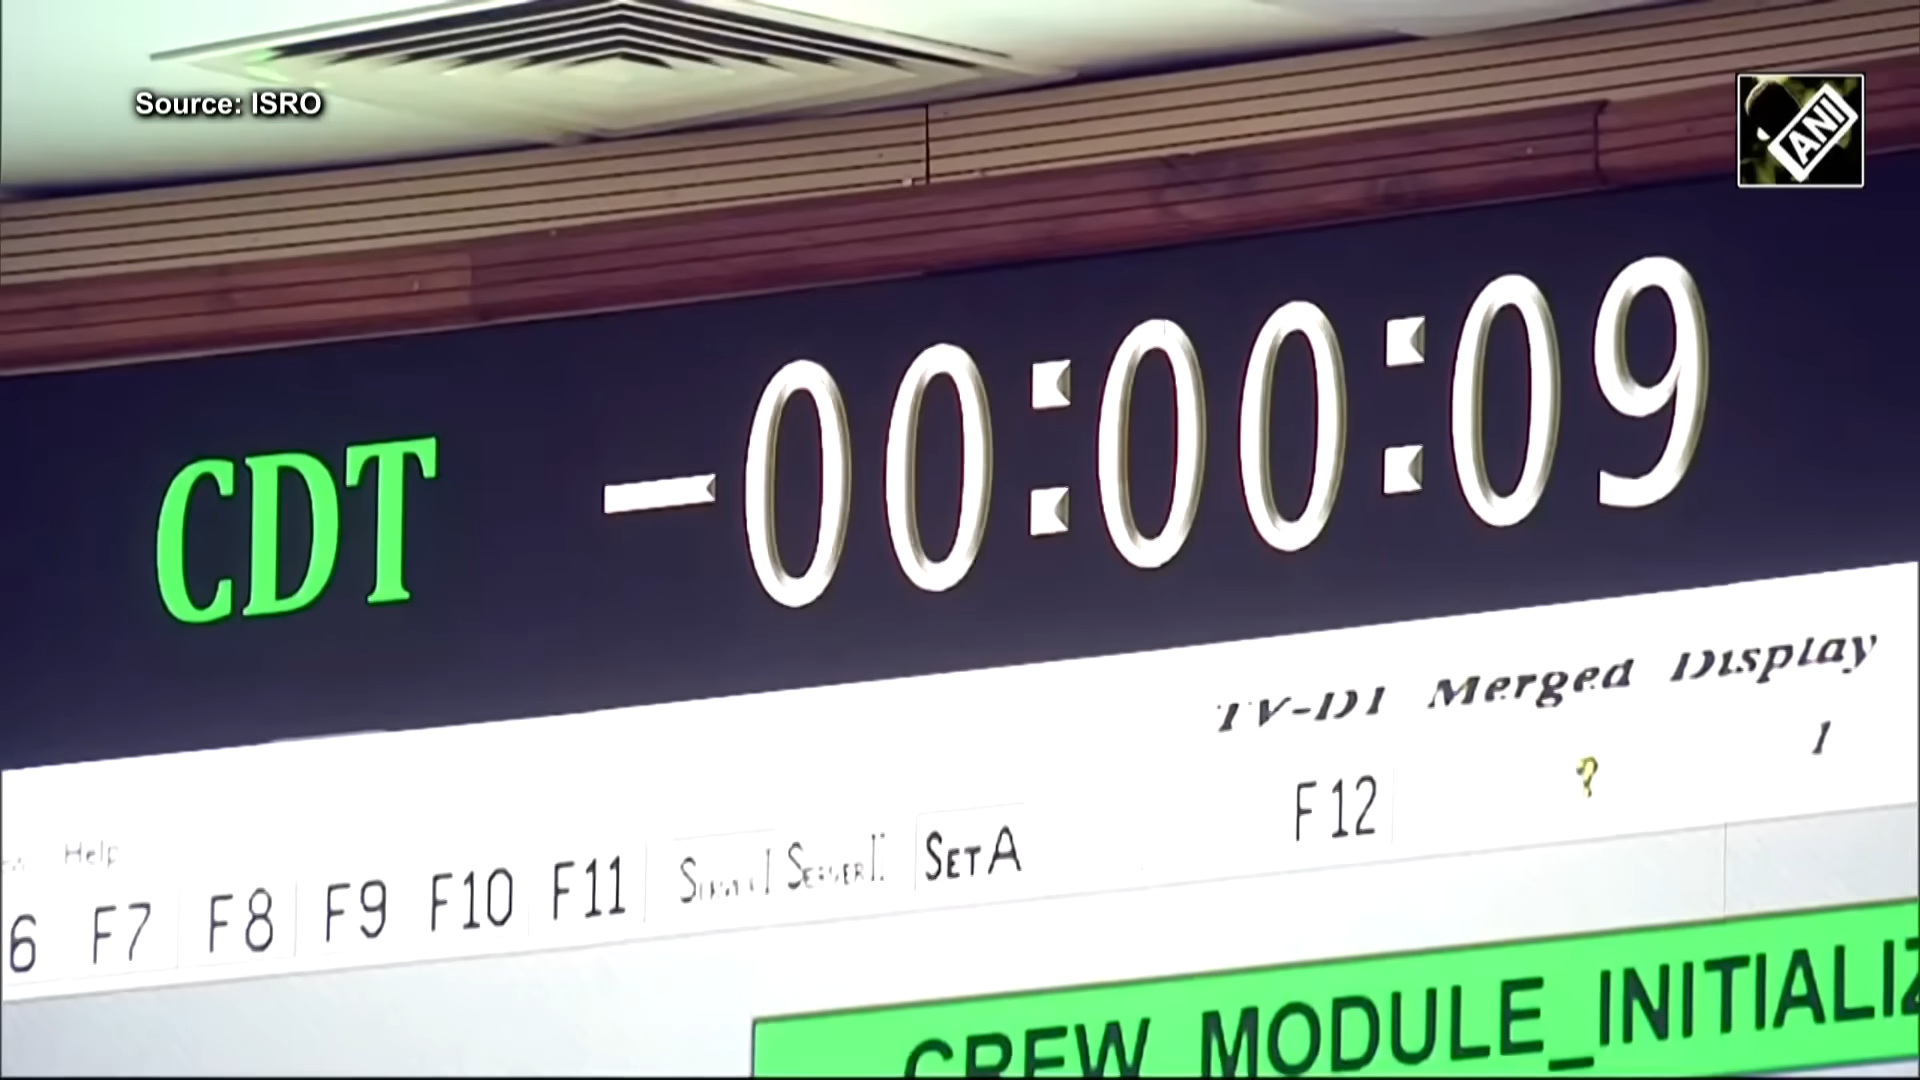 Source: ISRO
ANI
CDT -00:00:09
TV-D1 Merged Display
1
Help
6 F7 F8 F9 F10 F11 SET A F12 ?
CREW_MODULE_INITIALIZ